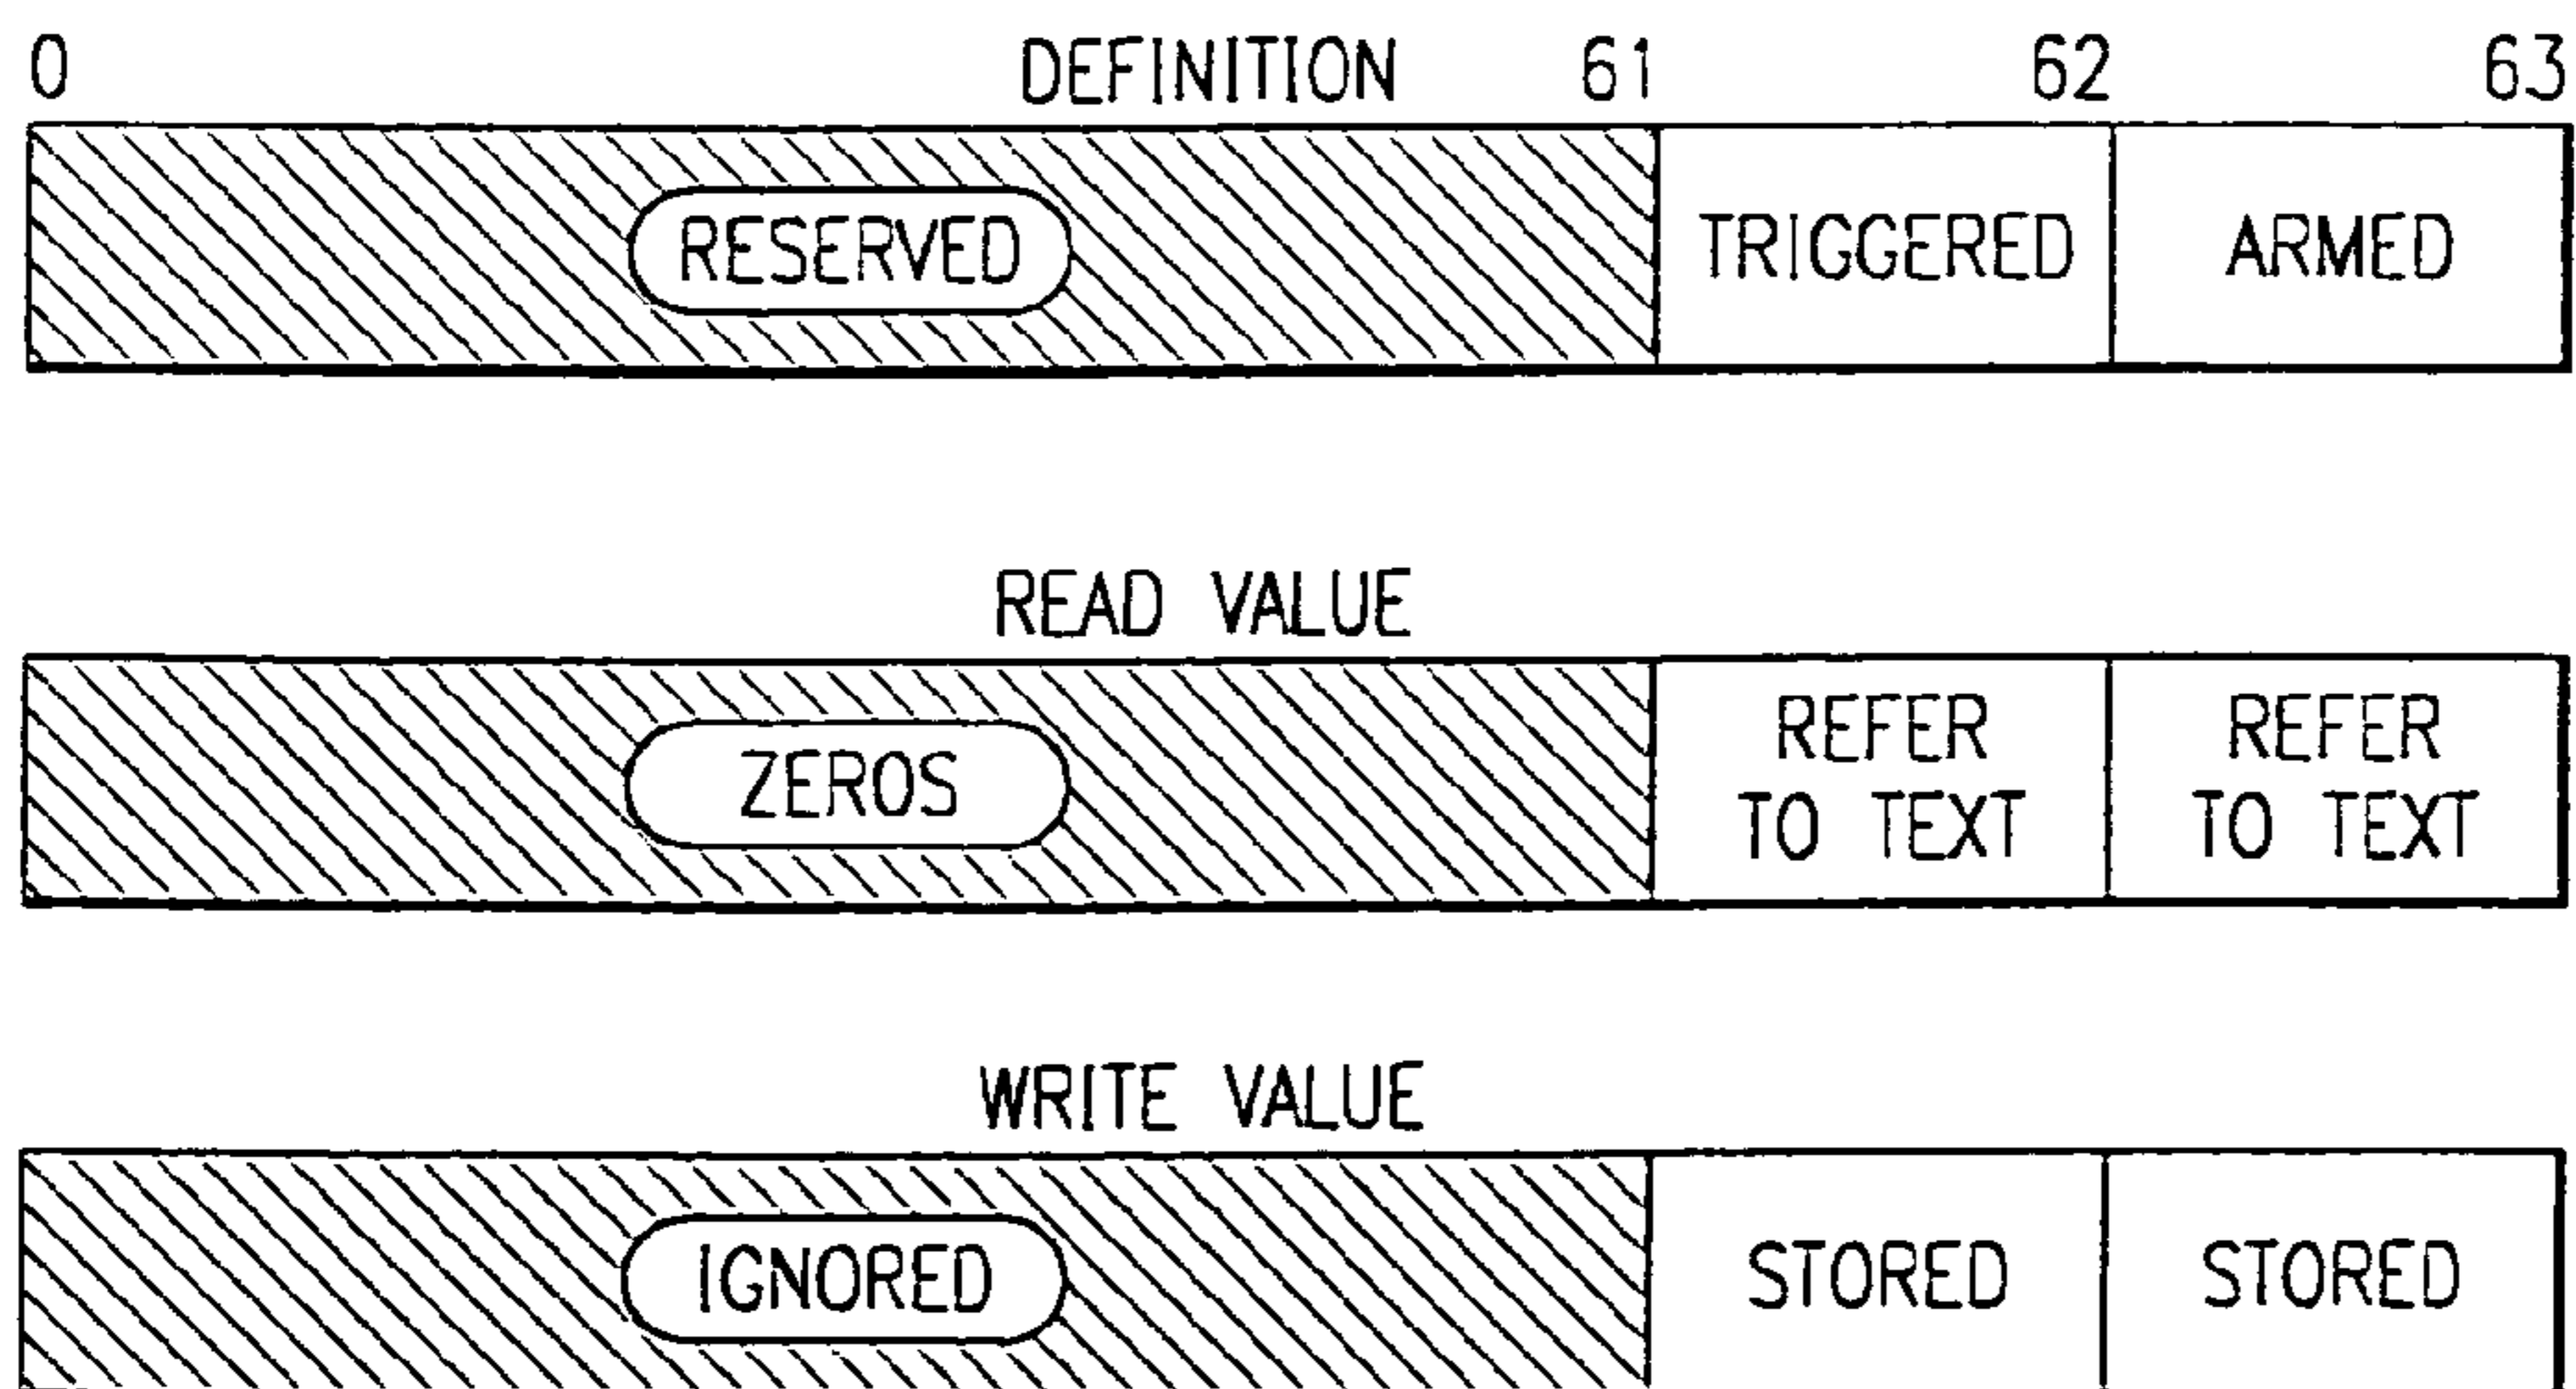 0 DEFINITION 61 62 63
RESERVED TRIGGERED ARMED
READ VALUE
ZEROS
REFER TO TEXT
REFER TO TEXT
WRITE VALUE
IGNORED STORED STORED